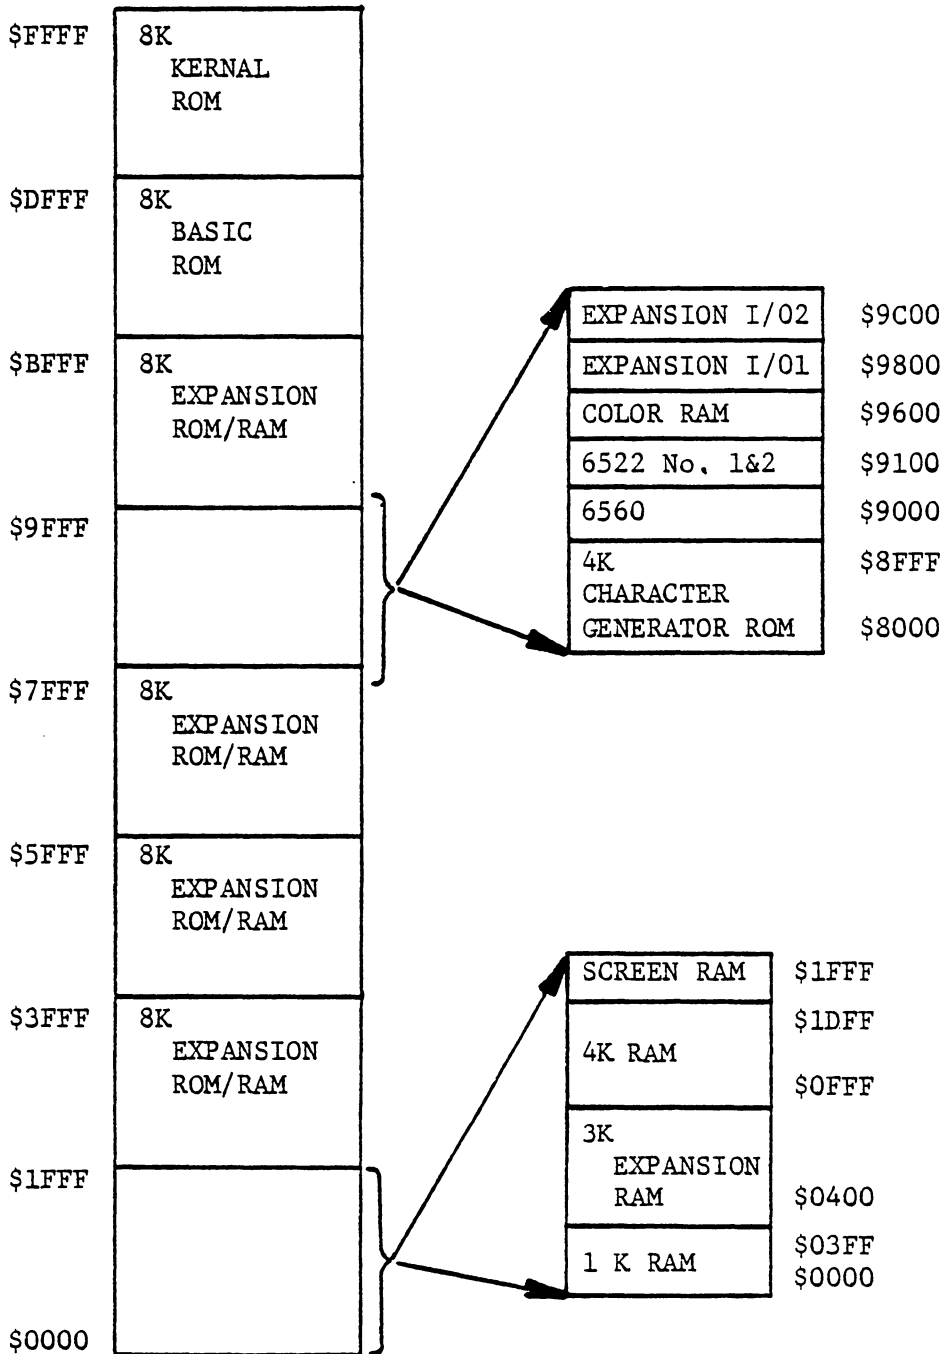 $FFFF
8K
KERNAL
ROM
$DFFF
8K
BASIC
ROM
$BFFF
8K
EXPANSION
ROM/RAM
$9FFF
$7FFF
8K
EXPANSION
ROM/RAM
$5FFF
8K
EXPANSION
ROM/RAM
$3FFF
8K
EXPANSION
ROM/RAM
$1FFF
$0000
EXPANSION I/O2 $9C00
EXPANSION I/O1 $9800
COLOR RAM $9600
6522 No. 1&2 $9100
6560 $9000
4K $8FFF
CHARACTER
GENERATOR ROM $8000
SCREEN RAM $1FFF
$1DFF
4K RAM
$0FFF
3K
EXPANSION
RAM $0400
$03FF
1 K RAM
$0000